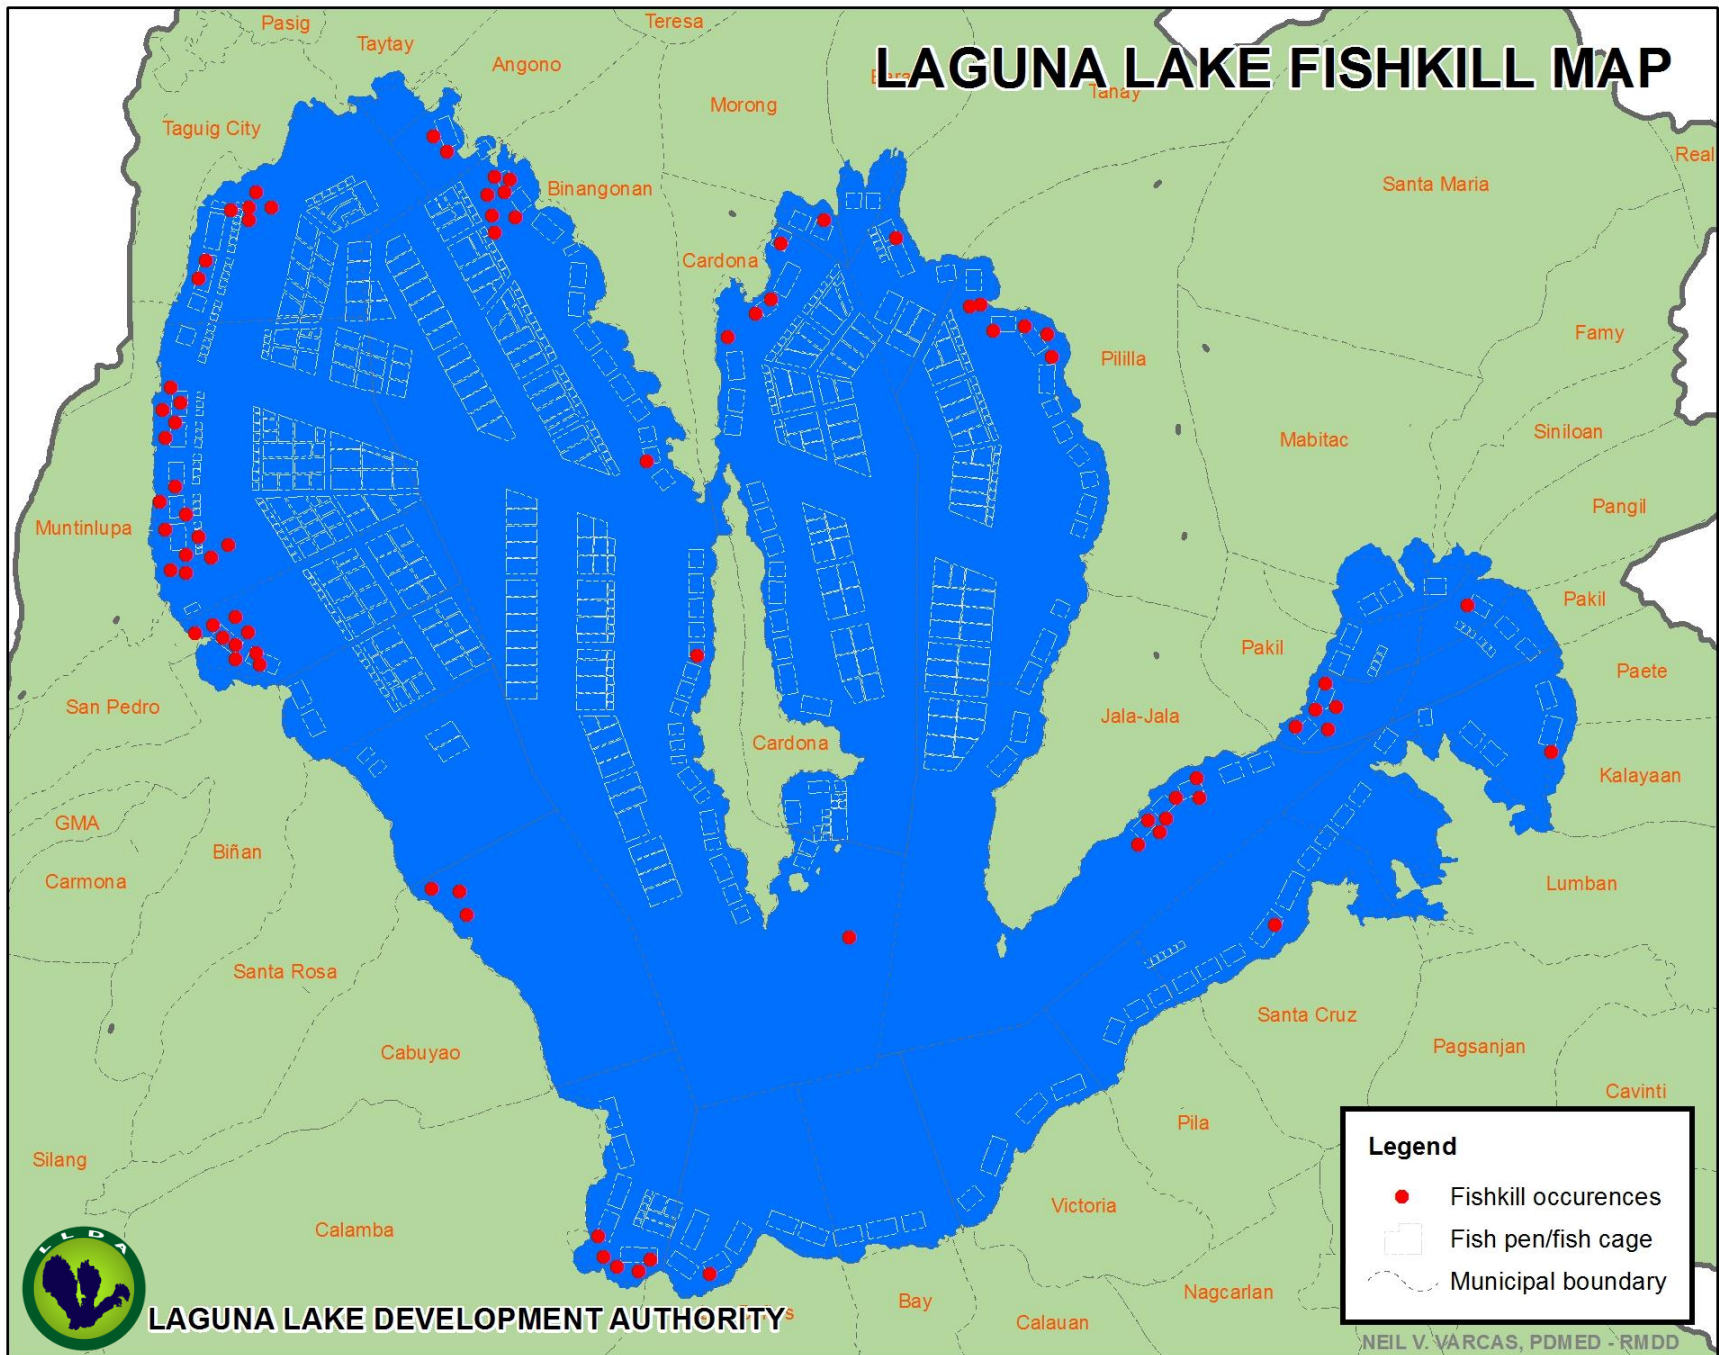 Pasig
Teresa
Taytay
Angono
LAGUNA LAKE FISHKILL MAP
Morong
Tanay
Taguig City
Real
Binangonan
Santa Maria
Cardona
Famy
Pililla
Siniloan
Mabitac
Pangil
Muntinlupa
Pakil
Pakil
Paete
San Pedro
Jala-Jala
Cardona
Kalayaan
GMA
Biñan
Carmona
Lumban
Santa Rosa
Santa Cruz
Pagsanjan
Cabuyao
Cavinti
Pila
Silang
Victoria
Calamba
Bay
Nagcarlan
Calauan
Legend
Fishkill occurences
Fish pen/fish cage
Municipal boundary
LLDA
LAGUNA LAKE DEVELOPMENT AUTHORITY
NEIL V. VARCAS, PDMED - RMDD